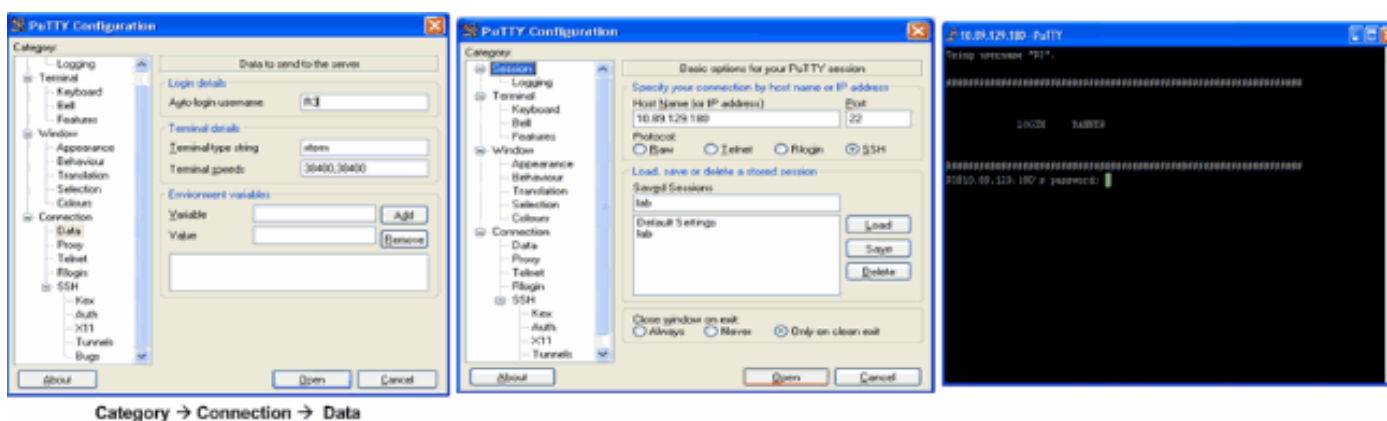 PuTTY Configuration
Category:
Logging
Terminal
Keyboard
Bell
Features
Window
Appearance
Behaviour
Translation
Selection
Colours
Connection
Data
Proxy
Telnet
Rlogin
SSH
Kex
Auth
X11
Tunnels
Bugs
Data to send to the server
Login details
Auto-login username
Terminal details
Terminal-type string xterm
Terminal speeds 38400,38400
Environment variables
Variable Add
Value Remove
About Open Cancel
Category → Connection → Data
PuTTY Configuration
Category:
Session
Logging
Terminal
Keyboard
Bell
Features
Window
Appearance
Behaviour
Translation
Selection
Colours
Connection
Data
Proxy
Telnet
Rlogin
SSH
Kex
Auth
X11
Tunnels
Basic options for your PuTTY session
Specify your connection by host name or IP address
Host Name (or IP address) Port
10.89.129.180 22
Protocol:
Raw Telnet Rlogin SSH
Load, save or delete a stored session
Saved Sessions
lab
Default Settings
lab
Load
Save
Delete
Close window on exit:
Always Never Only on clean exit
About Open Cancel
10.89.129.180 - PuTTY
Using username
LOGIN BANNER
password: